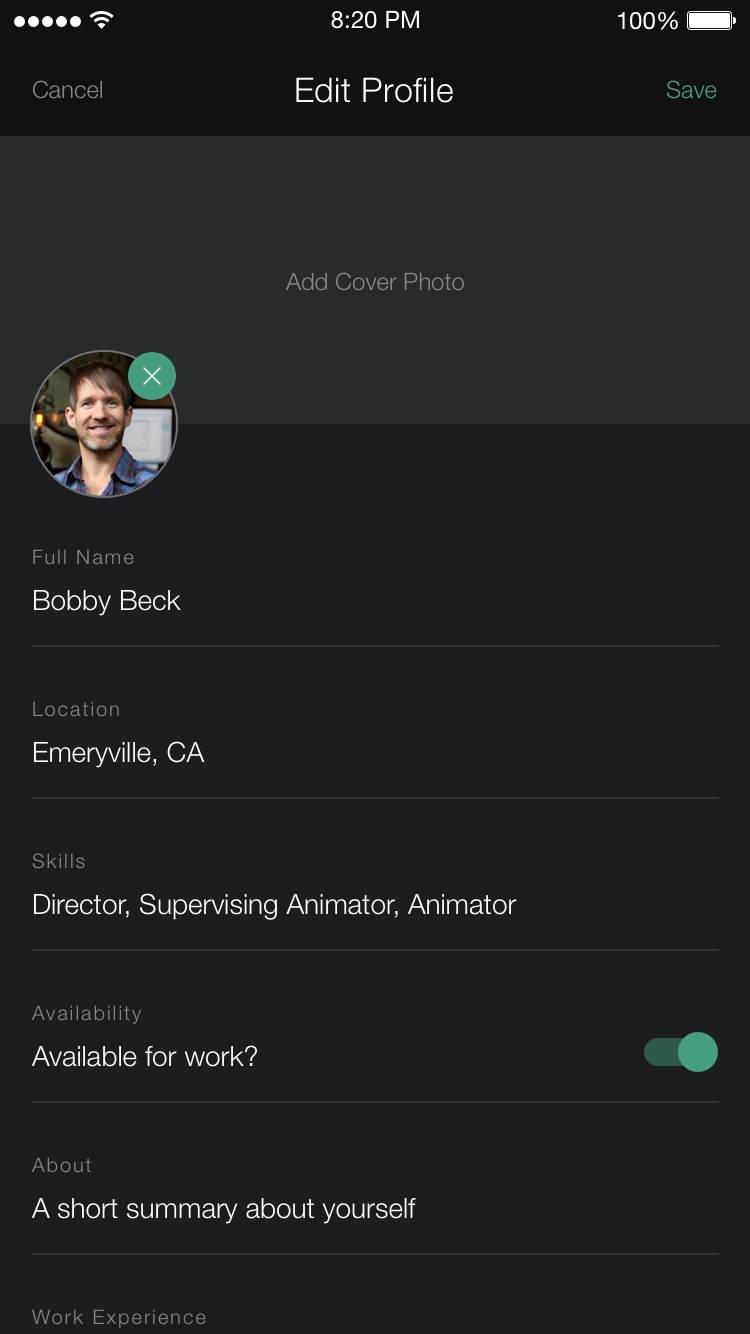 8:20 PM 100%
Cancel Edit Profile Save
Add Cover Photo
Full Name
Bobby Beck
Location
Emeryville, CA
Skills
Director, Supervising Animator, Animator
Availability
Available for work?
About
A short summary about yourself
Work Experience